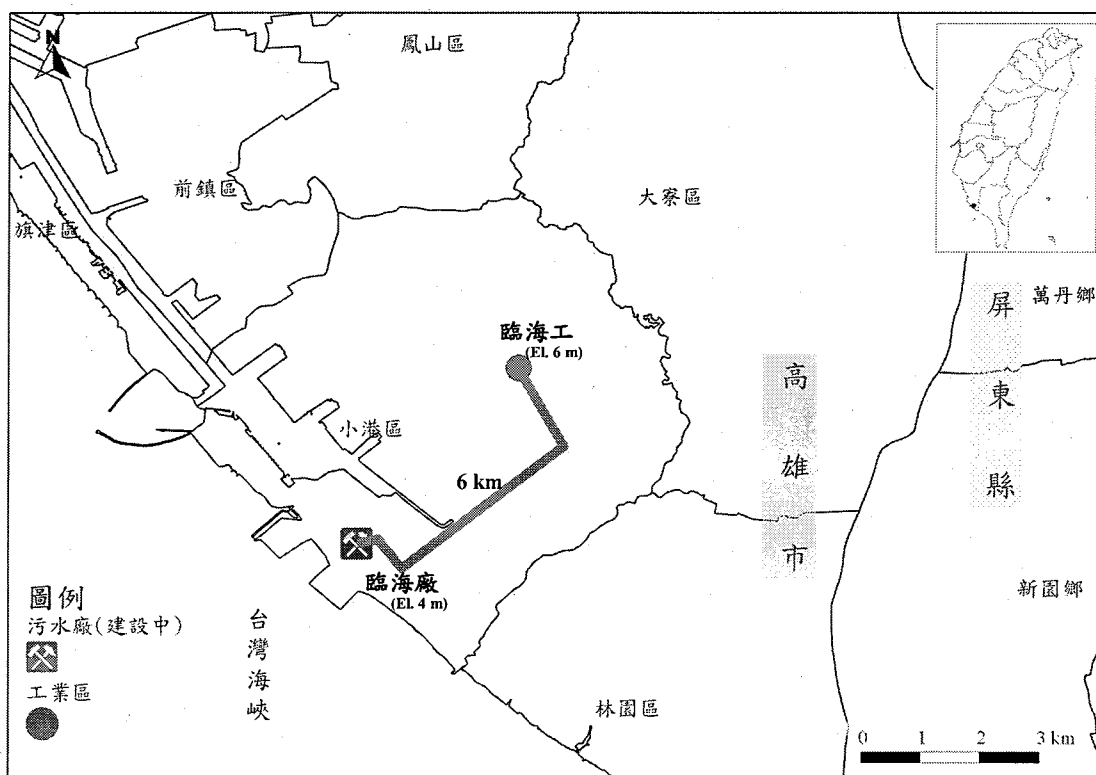 N
鳳山區
前鎮區
大寮區
旗津區
臨海工
(El. 6 m)
屏東縣
萬丹鄉
高雄市
小港區
6 km
臨海廠
(El. 4 m)
圖例
污水廠(建設中)
工業區
台灣海峽
林園區
新園鄉
0 1 2 3 km